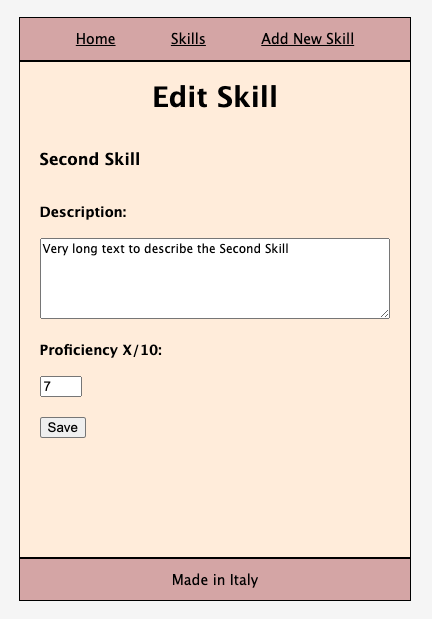 Home Skills Add New Skill
Edit Skill
Second Skill
Description:
Very long text to describe the Second Skill
Proficiency X/10:
7
Save
Made in Italy